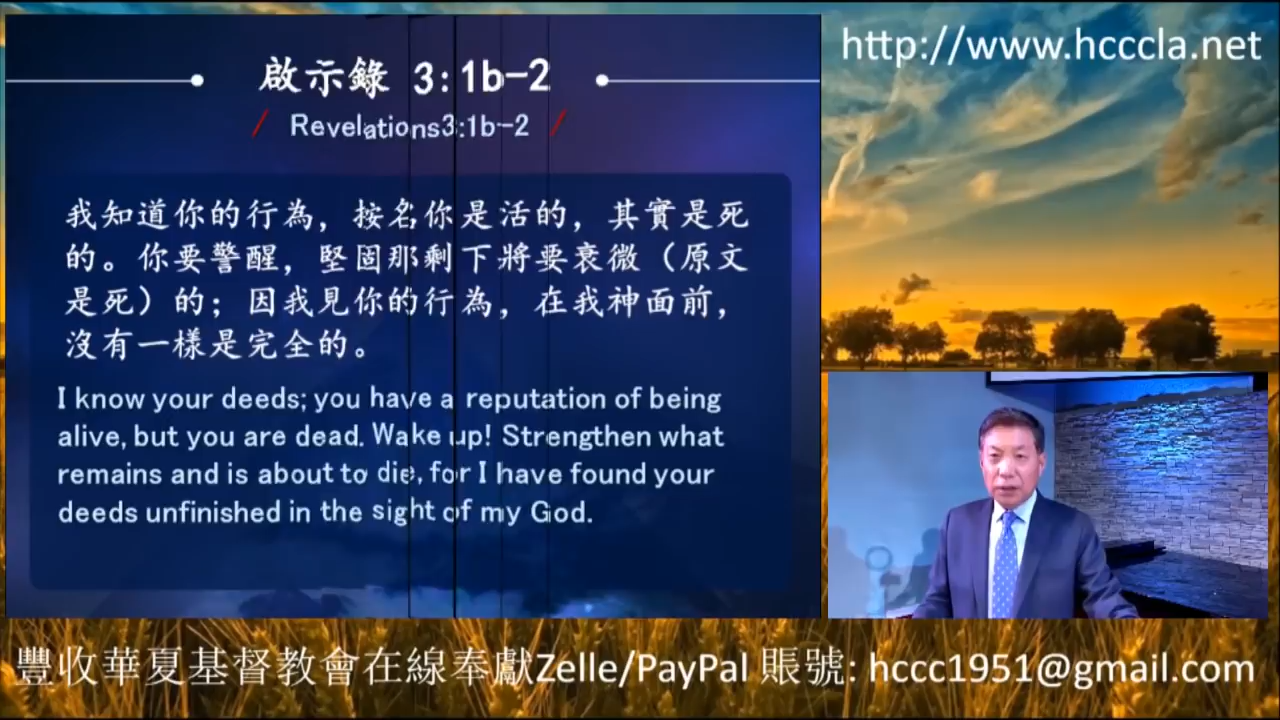 啟示錄 3:1b-2
Revelations3:1b-2
我知道你的行為，按名你是活的，其實是死
的。你要警醒，堅固那剩下將要衰微（原文
是死）的；因我見你的行為，在我神面前，
沒有一樣是完全的。
I know your deeds; you have a reputation of being
alive, but you are dead. Wake up! Strengthen what
remains and is about to die, for I have found your
deeds unfinished in the sight of my God.
http://www.hcccla.net
豐收華夏基督教會在線奉獻Zelle/PayPal 賬號: hccc1951@gmail.com